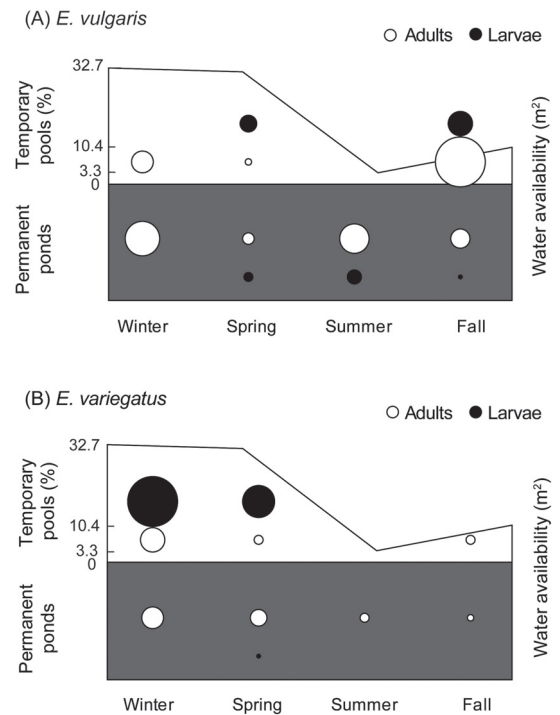 (A) E. vulgaris
Adults Larvae
32.7
10.4
3.3
0
Temporary
pools (%)
Permanent
ponds
Water availability (m²)
Winter Spring Summer Fall
(B) E. variegatus
Adults Larvae
32.7
10.4
3.3
0
Temporary
pools (%)
Permanent
ponds
Water availability (m²)
Winter Spring Summer Fall